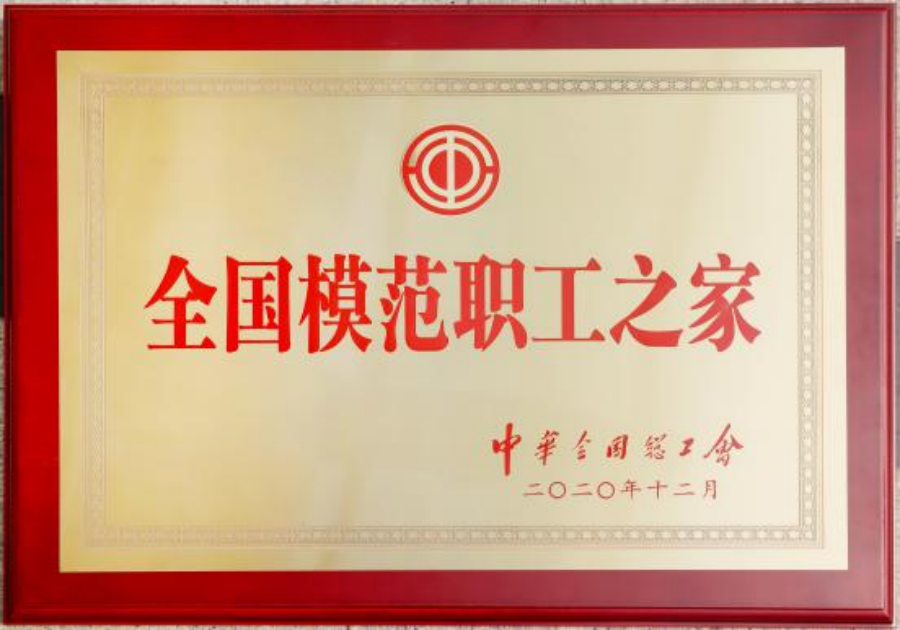 全国模范职工之家
中华全国総工会
二〇二〇年十二月